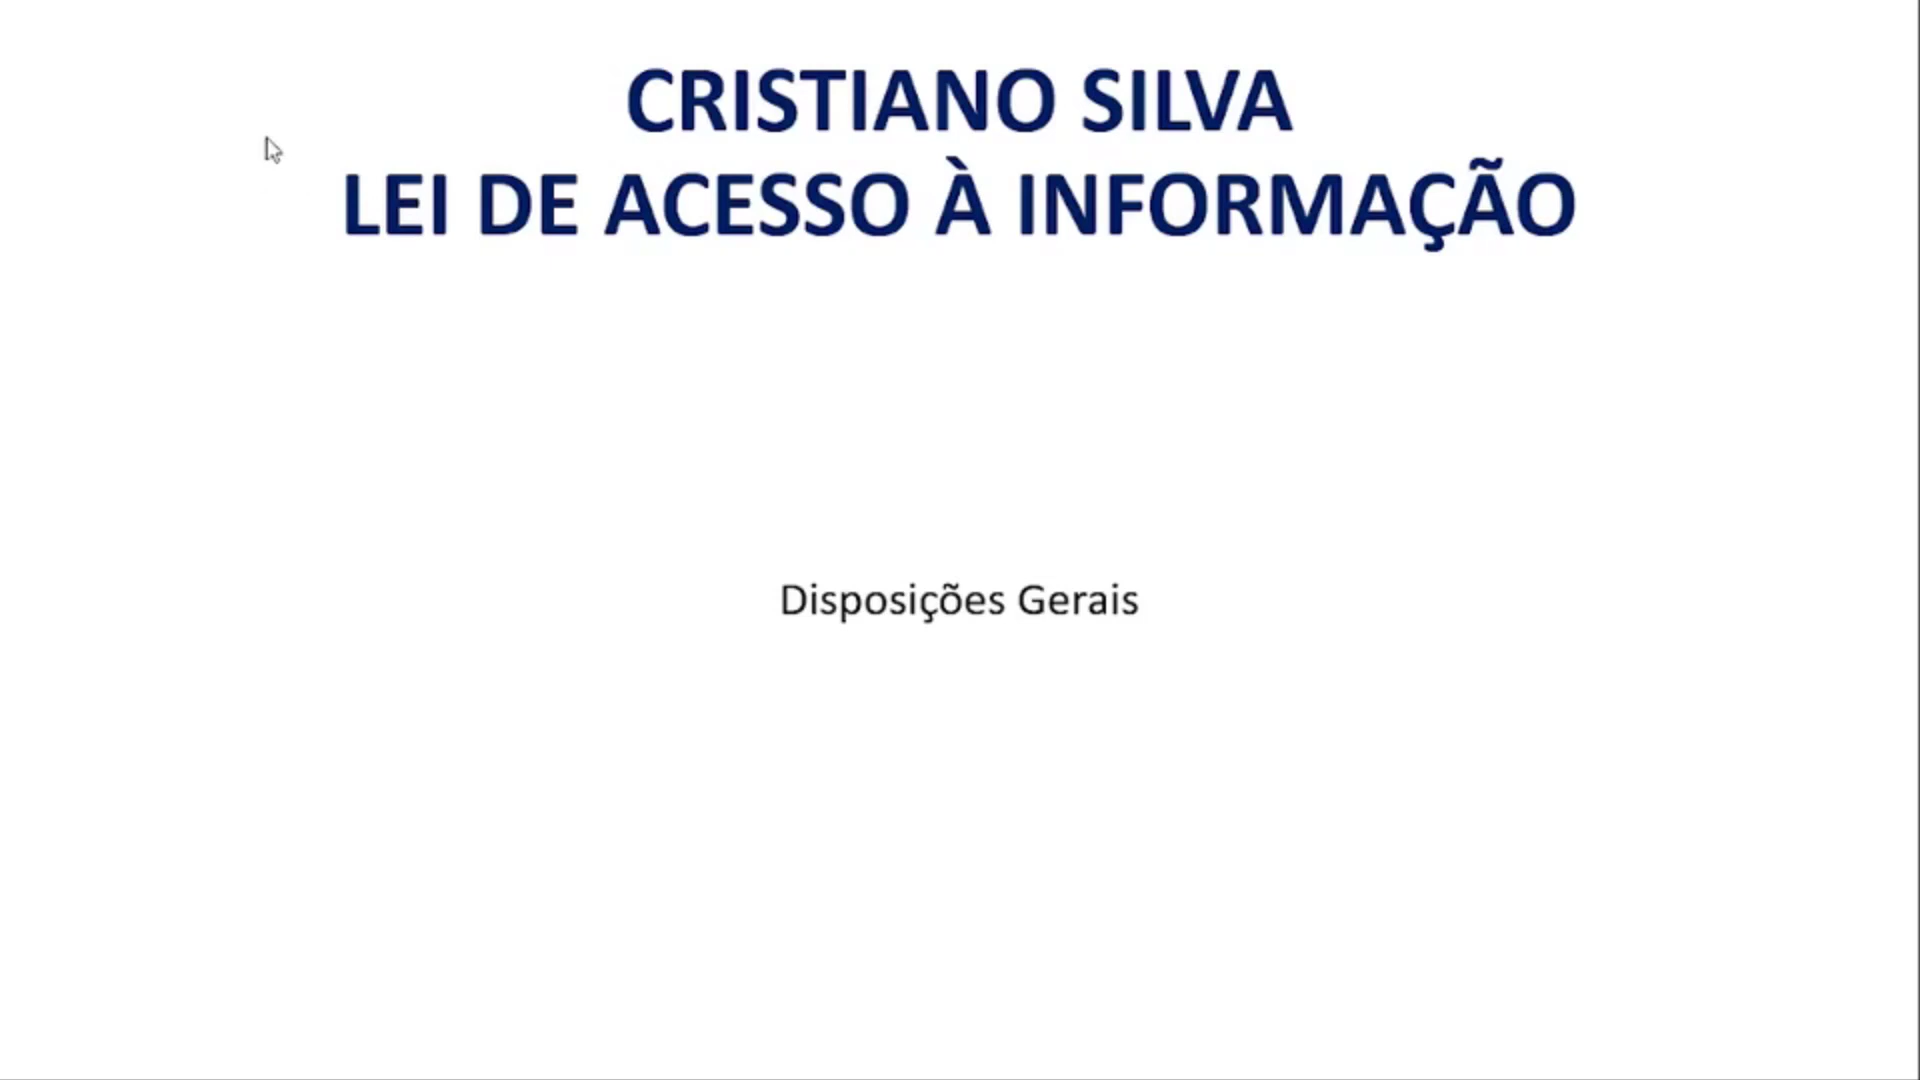 CRISTIANO SILVA
LEI DE ACESSO À INFORMAÇÃO
Disposições Gerais